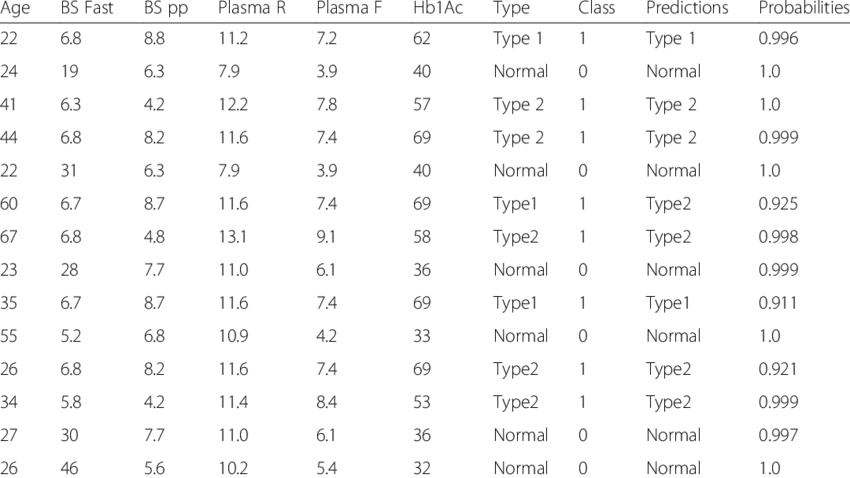 Age BS Fast BS pp Plasma R Plasma F Hb1Ac Type Class Predictions Probabilities
22 6.8 8.8 11.2 7.2 62 Type 1 1 Type 1 0.996
24 19 6.3 7.9 3.9 40 Normal 0 Normal 1.0
41 6.3 4.2 12.2 7.8 57 Type 2 1 Type 2 1.0
44 6.8 8.2 11.6 7.4 69 Type 2 1 Type 2 0.999
22 31 6.3 7.9 3.9 40 Normal 0 Normal 1.0
60 6.7 8.7 11.6 7.4 69 Type1 1 Type2 0.925
67 6.8 4.8 13.1 9.1 58 Type2 1 Type2 0.998
23 28 7.7 11.0 6.1 36 Normal 0 Normal 0.999
35 6.7 8.7 11.6 7.4 69 Type1 1 Type1 0.911
55 5.2 6.8 10.9 4.2 33 Normal 0 Normal 1.0
26 6.8 8.2 11.6 7.4 69 Type2 1 Type2 0.921
34 5.8 4.2 11.4 8.4 53 Type2 1 Type2 0.999
27 30 7.7 11.0 6.1 36 Normal 0 Normal 0.997
26 46 5.6 10.2 5.4 32 Normal 0 Normal 1.0